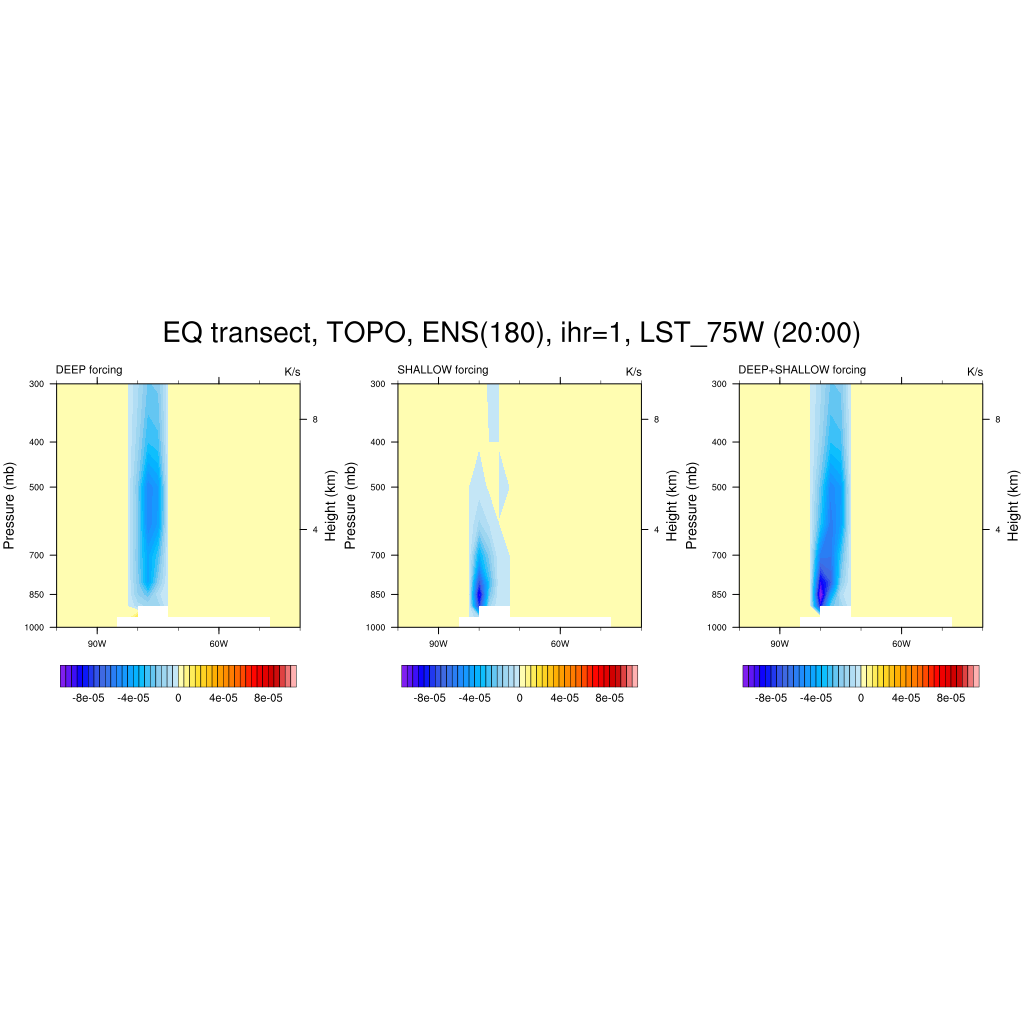 EQ transect, TOPO, ENS(180), ihr=1, LST_75W (20:00)
DEEP forcing K/s
Pressure (mb)
300
400
500
700
850
1000
8
4
Height (km)
90W 60W
-8e-05 -4e-05 0 4e-05 8e-05
SHALLOW forcing K/s
Pressure (mb)
300
400
500
700
850
1000
8
4
Height (km)
90W 60W
-8e-05 -4e-05 0 4e-05 8e-05
DEEP+SHALLOW forcing K/s
Pressure (mb)
300
400
500
700
850
1000
8
4
Height (km)
90W 60W
-8e-05 -4e-05 0 4e-05 8e-05